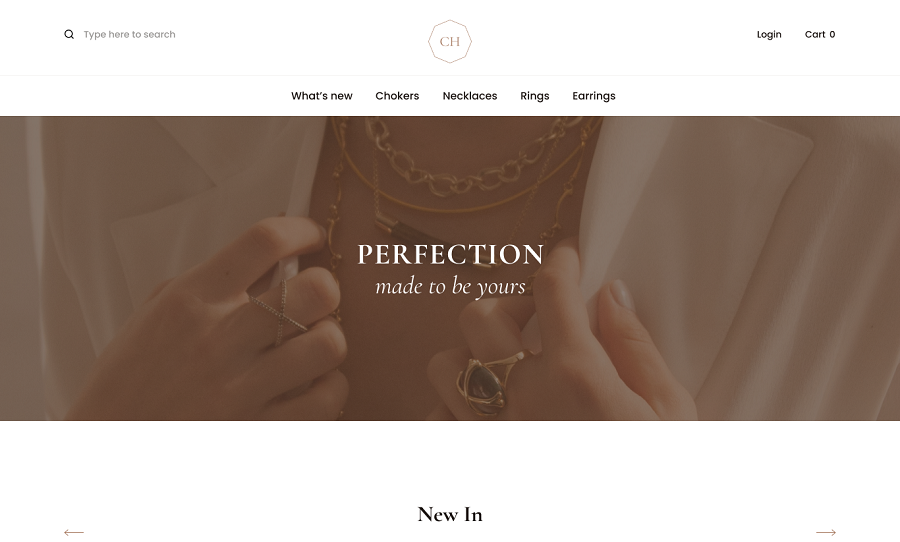 Type here to search
CH
Login
Cart 0
What's new
Chokers
Necklaces
Rings
Earrings
PERFECTION
made to be yours
New In